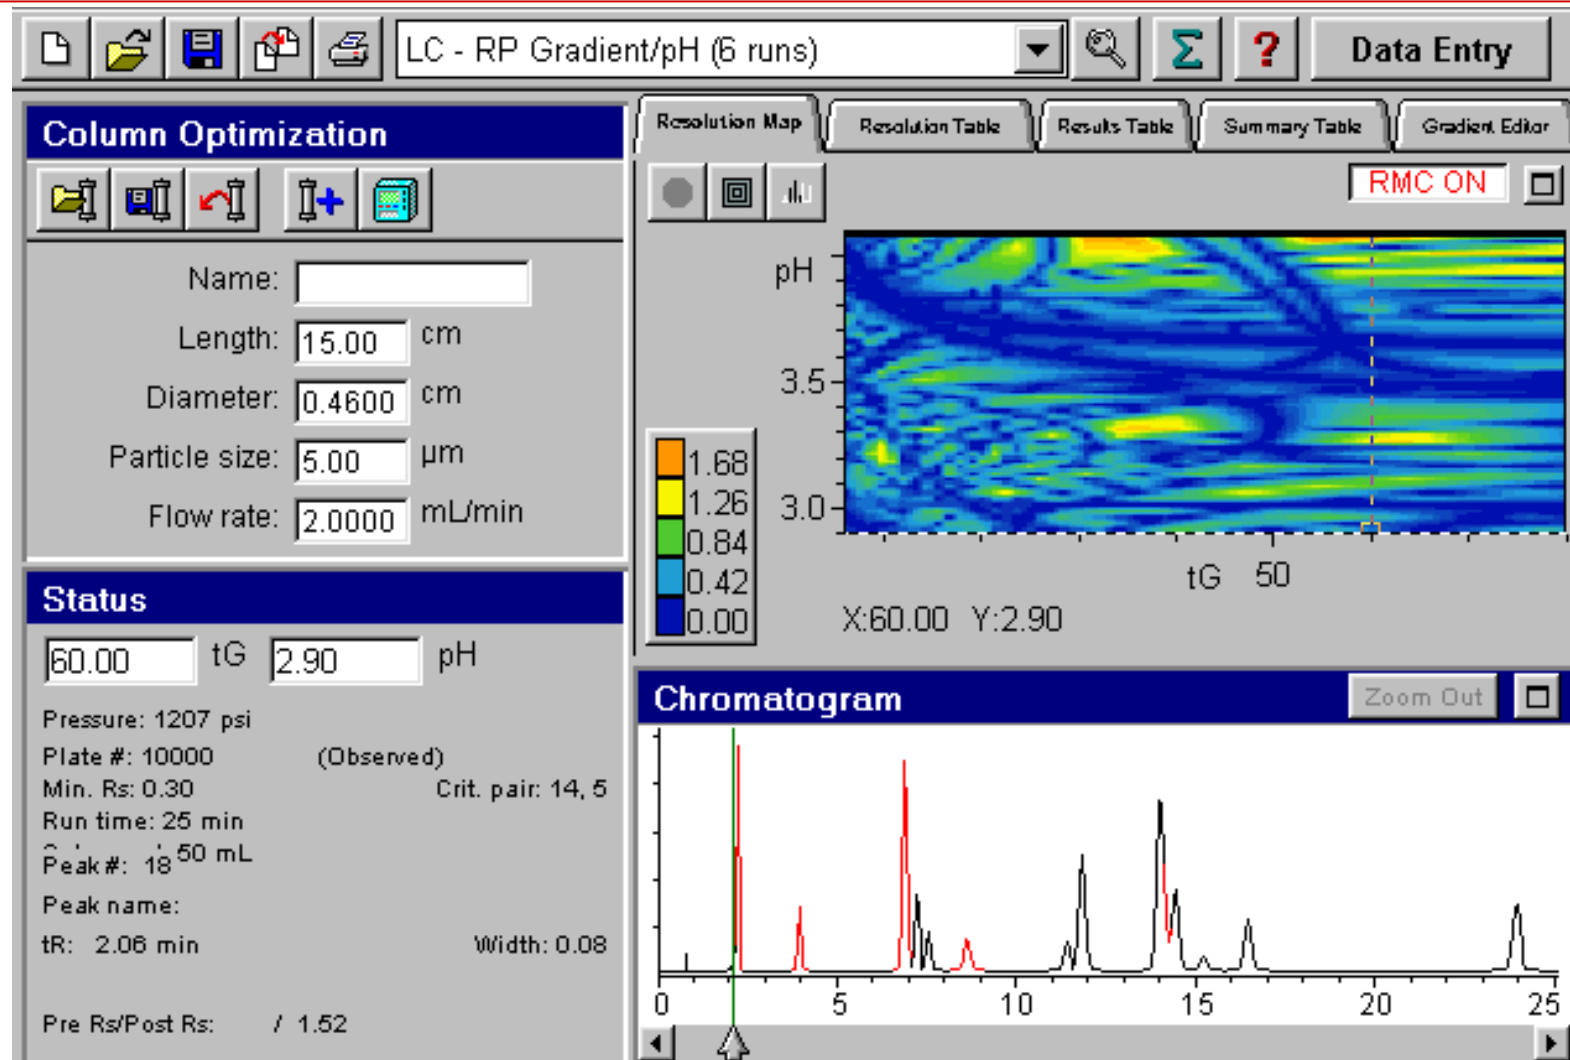 LC - RP Gradient/pH (6 runs)
? Data Entry
Column Optimization
Name:
Length: 15.00 cm
Diameter: 0.4600 cm
Particle size: 5.00 µm
Flow rate: 2.0000 mL/min
Status
60.00 tG 2.90 pH
Pressure: 1207 psi
Plate #: 10000 (Observed)
Min. Rs: 0.30 Crit. pair: 14, 5
Run time: 25 min
50 mL
Peak #: 18
Peak name:
tR: 2.06 min Width: 0.08
Pre Rs/Post Rs: / 1.52
Resolution Map Resolution Table Results Table Summary Table Gradient Editor
RMC ON
pH
3.5
3.0
1.68
1.26
0.84
0.42
0.00
tG 50
X:60.00 Y:2.90
Chromatogram Zoom Out
0 5 10 15 20 25